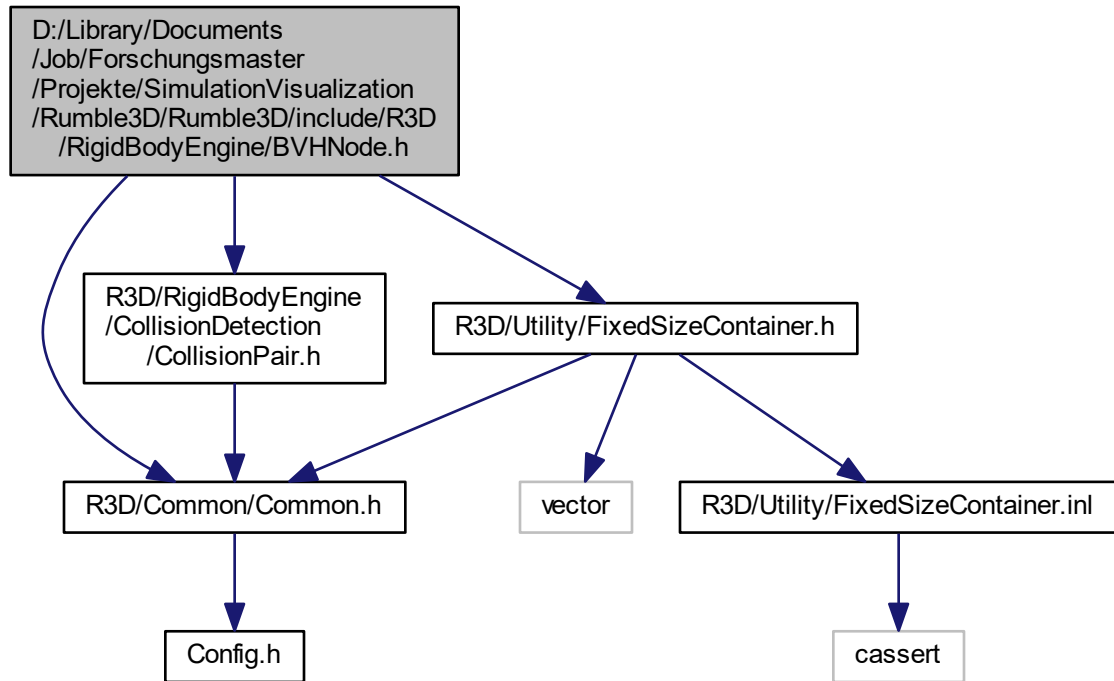 D:/Library/Documents
/Job/Forschungsmaster
/Projekte/SimulationVisualization
/Rumble3D/Rumble3D/include/R3D
/RigidBodyEngine/BVHNode.h
R3D/RigidBodyEngine
/CollisionDetection
/CollisionPair.h
R3D/Utility/FixedSizeContainer.h
R3D/Common/Common.h
vector
R3D/Utility/FixedSizeContainer.inl
Config.h
cassert